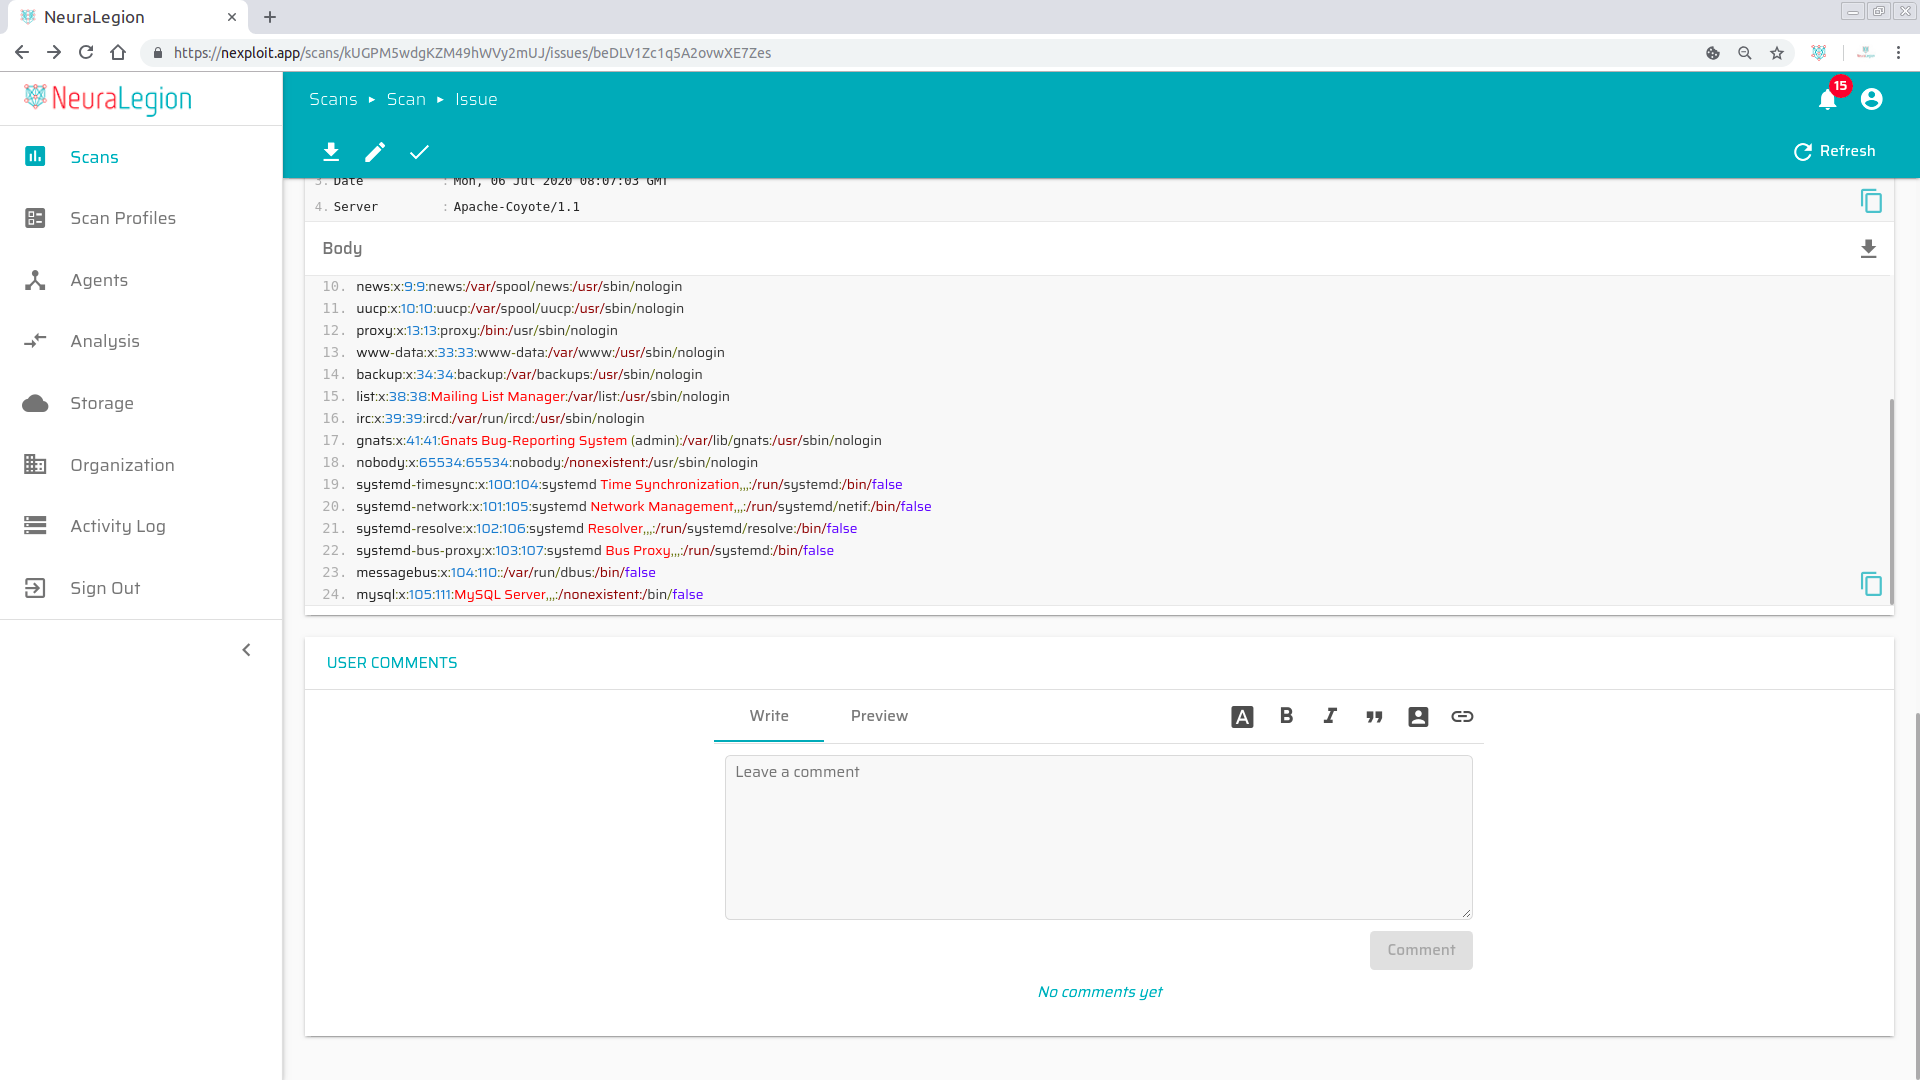 NeuraLegion
https://nexploit.app/scans/kUGPM5wdgKZM49hWVy2mUJ/issues/beDLV1Zc1q5A2ovwXE7Zes
NeuraLegion
Scans ▸ Scan ▸ Issue
15
Refresh
Scans
Scan Profiles
Agents
Analysis
Storage
Organization
Activity Log
Sign Out
3. Date : Mon, 06 Jul 2020 08:07:03 GMT
4. Server : Apache-Coyote/1.1
Body
10. news:x:9:9:news:/var/spool/news:/usr/sbin/nologin
11. uucp:x:10:10:uucp:/var/spool/uucp:/usr/sbin/nologin
12. proxy:x:13:13:proxy:/bin:/usr/sbin/nologin
13. www-data:x:33:33:www-data:/var/www:/usr/sbin/nologin
14. backup:x:34:34:backup:/var/backups:/usr/sbin/nologin
15. list:x:38:38:Mailing List Manager:/var/list:/usr/sbin/nologin
16. irc:x:39:39:ircd:/var/run/ircd:/usr/sbin/nologin
17. gnats:x:41:41:Gnats Bug-Reporting System (admin):/var/lib/gnats:/usr/sbin/nologin
18. nobody:x:65534:65534:nobody:/nonexistent:/usr/sbin/nologin
19. systemd-timesync:x:100:104:systemd Time Synchronization,,,:/run/systemd:/bin/false
20. systemd-network:x:101:105:systemd Network Management,,,:/run/systemd/netif:/bin/false
21. systemd-resolve:x:102:106:systemd Resolver,,,:/run/systemd/resolve:/bin/false
22. systemd-bus-proxy:x:103:107:systemd Bus Proxy,,,:/run/systemd:/bin/false
23. messagebus:x:104:110::/var/run/dbus:/bin/false
24. mysql:x:105:111:MySQL Server,,,:/nonexistent:/bin/false
USER COMMENTS
Write Preview A B I
Leave a comment
Comment
No comments yet